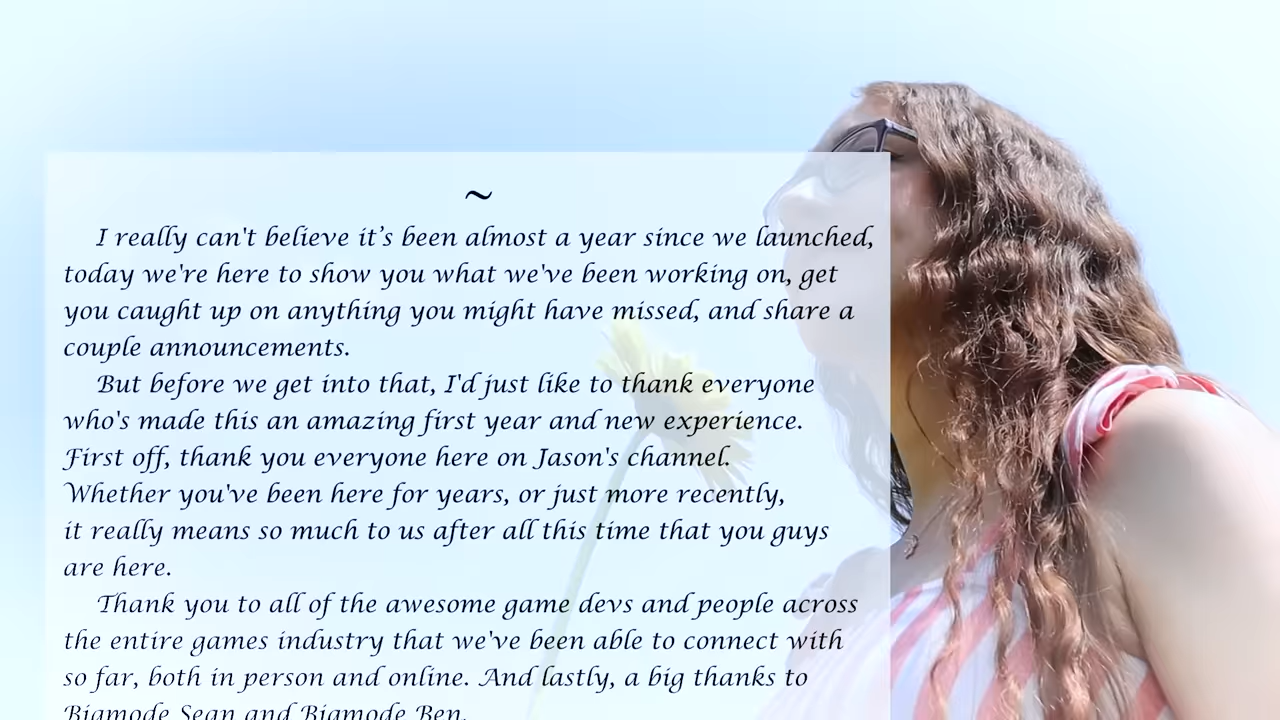 ~
I really can't believe it's been almost a year since we launched,
today we're here to show you what we've been working on, get
you caught up on anything you might have missed, and share a
couple announcements.
But before we get into that, I'd just like to thank everyone
who's made this an amazing first year and new experience.
First off, thank you everyone here on Jason's channel.
Whether you've been here for years, or just more recently,
it really means so much to us after all this time that you guys
are here.
Thank you to all of the awesome game devs and people across
the entire games industry that we've been able to connect with
so far, both in person and online. And lastly, a big thanks to
Bigmode Sean and Bigmode Ben.